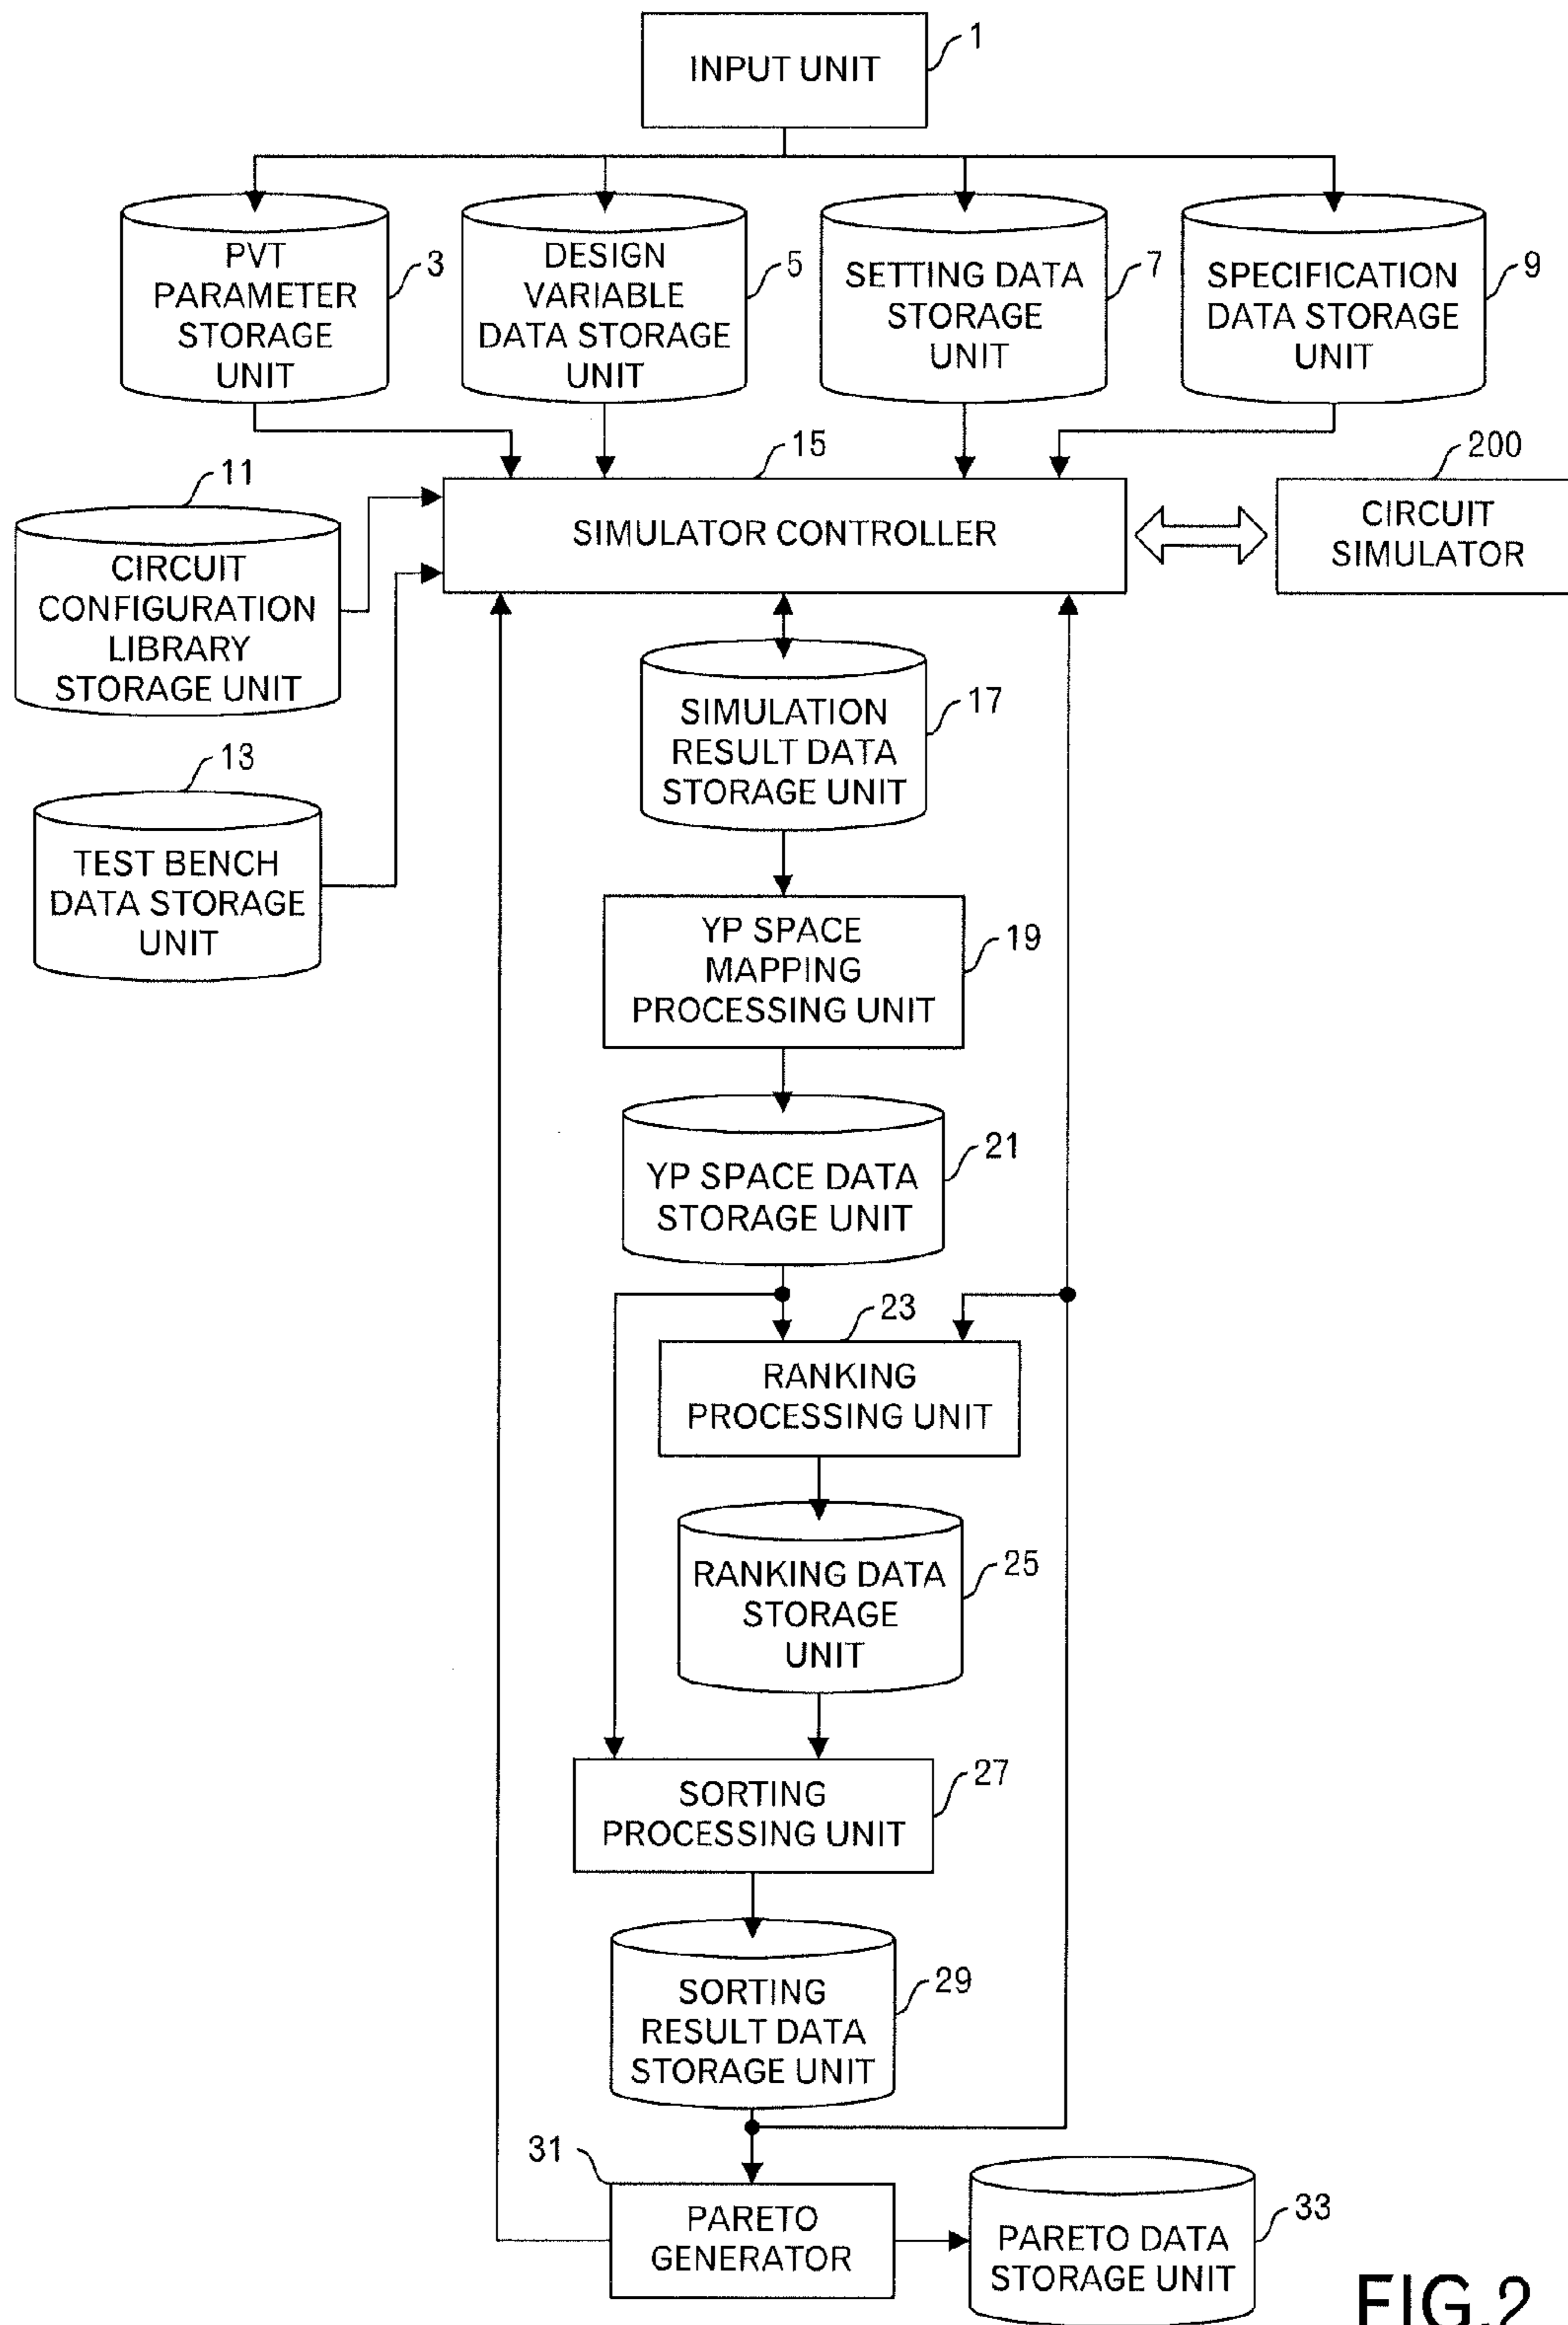 INPUT UNIT
1
PVT
PARAMETER
STORAGE
UNIT
3
DESIGN
VARIABLE
DATA STORAGE
UNIT
5
SETTING DATA
STORAGE
UNIT
7
SPECIFICATION
DATA STORAGE
UNIT
9
11
CIRCUIT
CONFIGURATION
LIBRARY
STORAGE UNIT
15
SIMULATOR CONTROLLER
200
CIRCUIT
SIMULATOR
13
TEST BENCH
DATA STORAGE
UNIT
SIMULATION
RESULT DATA
STORAGE UNIT
17
YP SPACE
MAPPING
PROCESSING UNIT
19
YP SPACE DATA
STORAGE UNIT
21
23
RANKING
PROCESSING UNIT
RANKING DATA
STORAGE
UNIT
25
SORTING
PROCESSING UNIT
27
SORTING
RESULT DATA
STORAGE UNIT
29
31
PARETO
GENERATOR
PARETO DATA
STORAGE UNIT
33
FIG.2